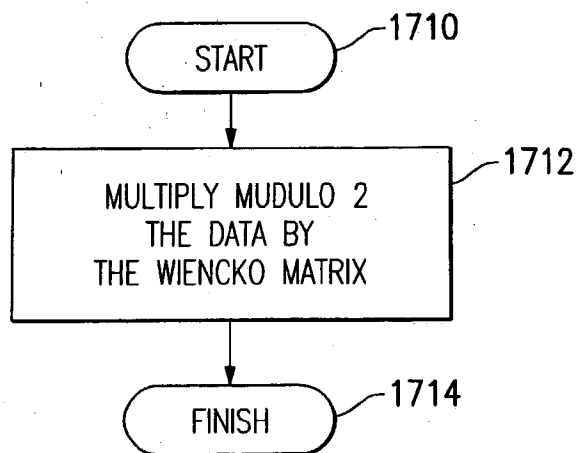 1710
START
1712
MULTIPLY MUDULO 2
THE DATA BY
THE WIENCKO MATRIX
1714
FINISH